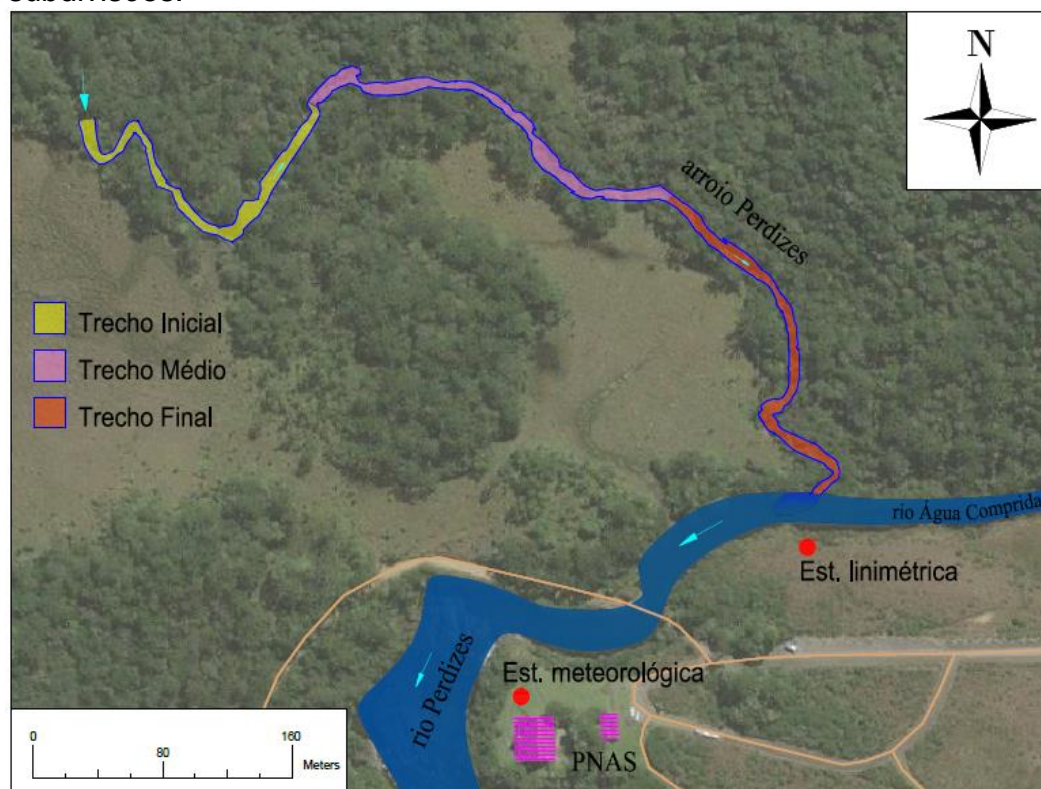 N
arroio Perdizes
Trecho Inicial
Trecho Médio
Trecho Final
rio Água Comprida
Est. linimétrica
Est. meteorológica
rio Perdizes
PNAS
0
160
80
Meters